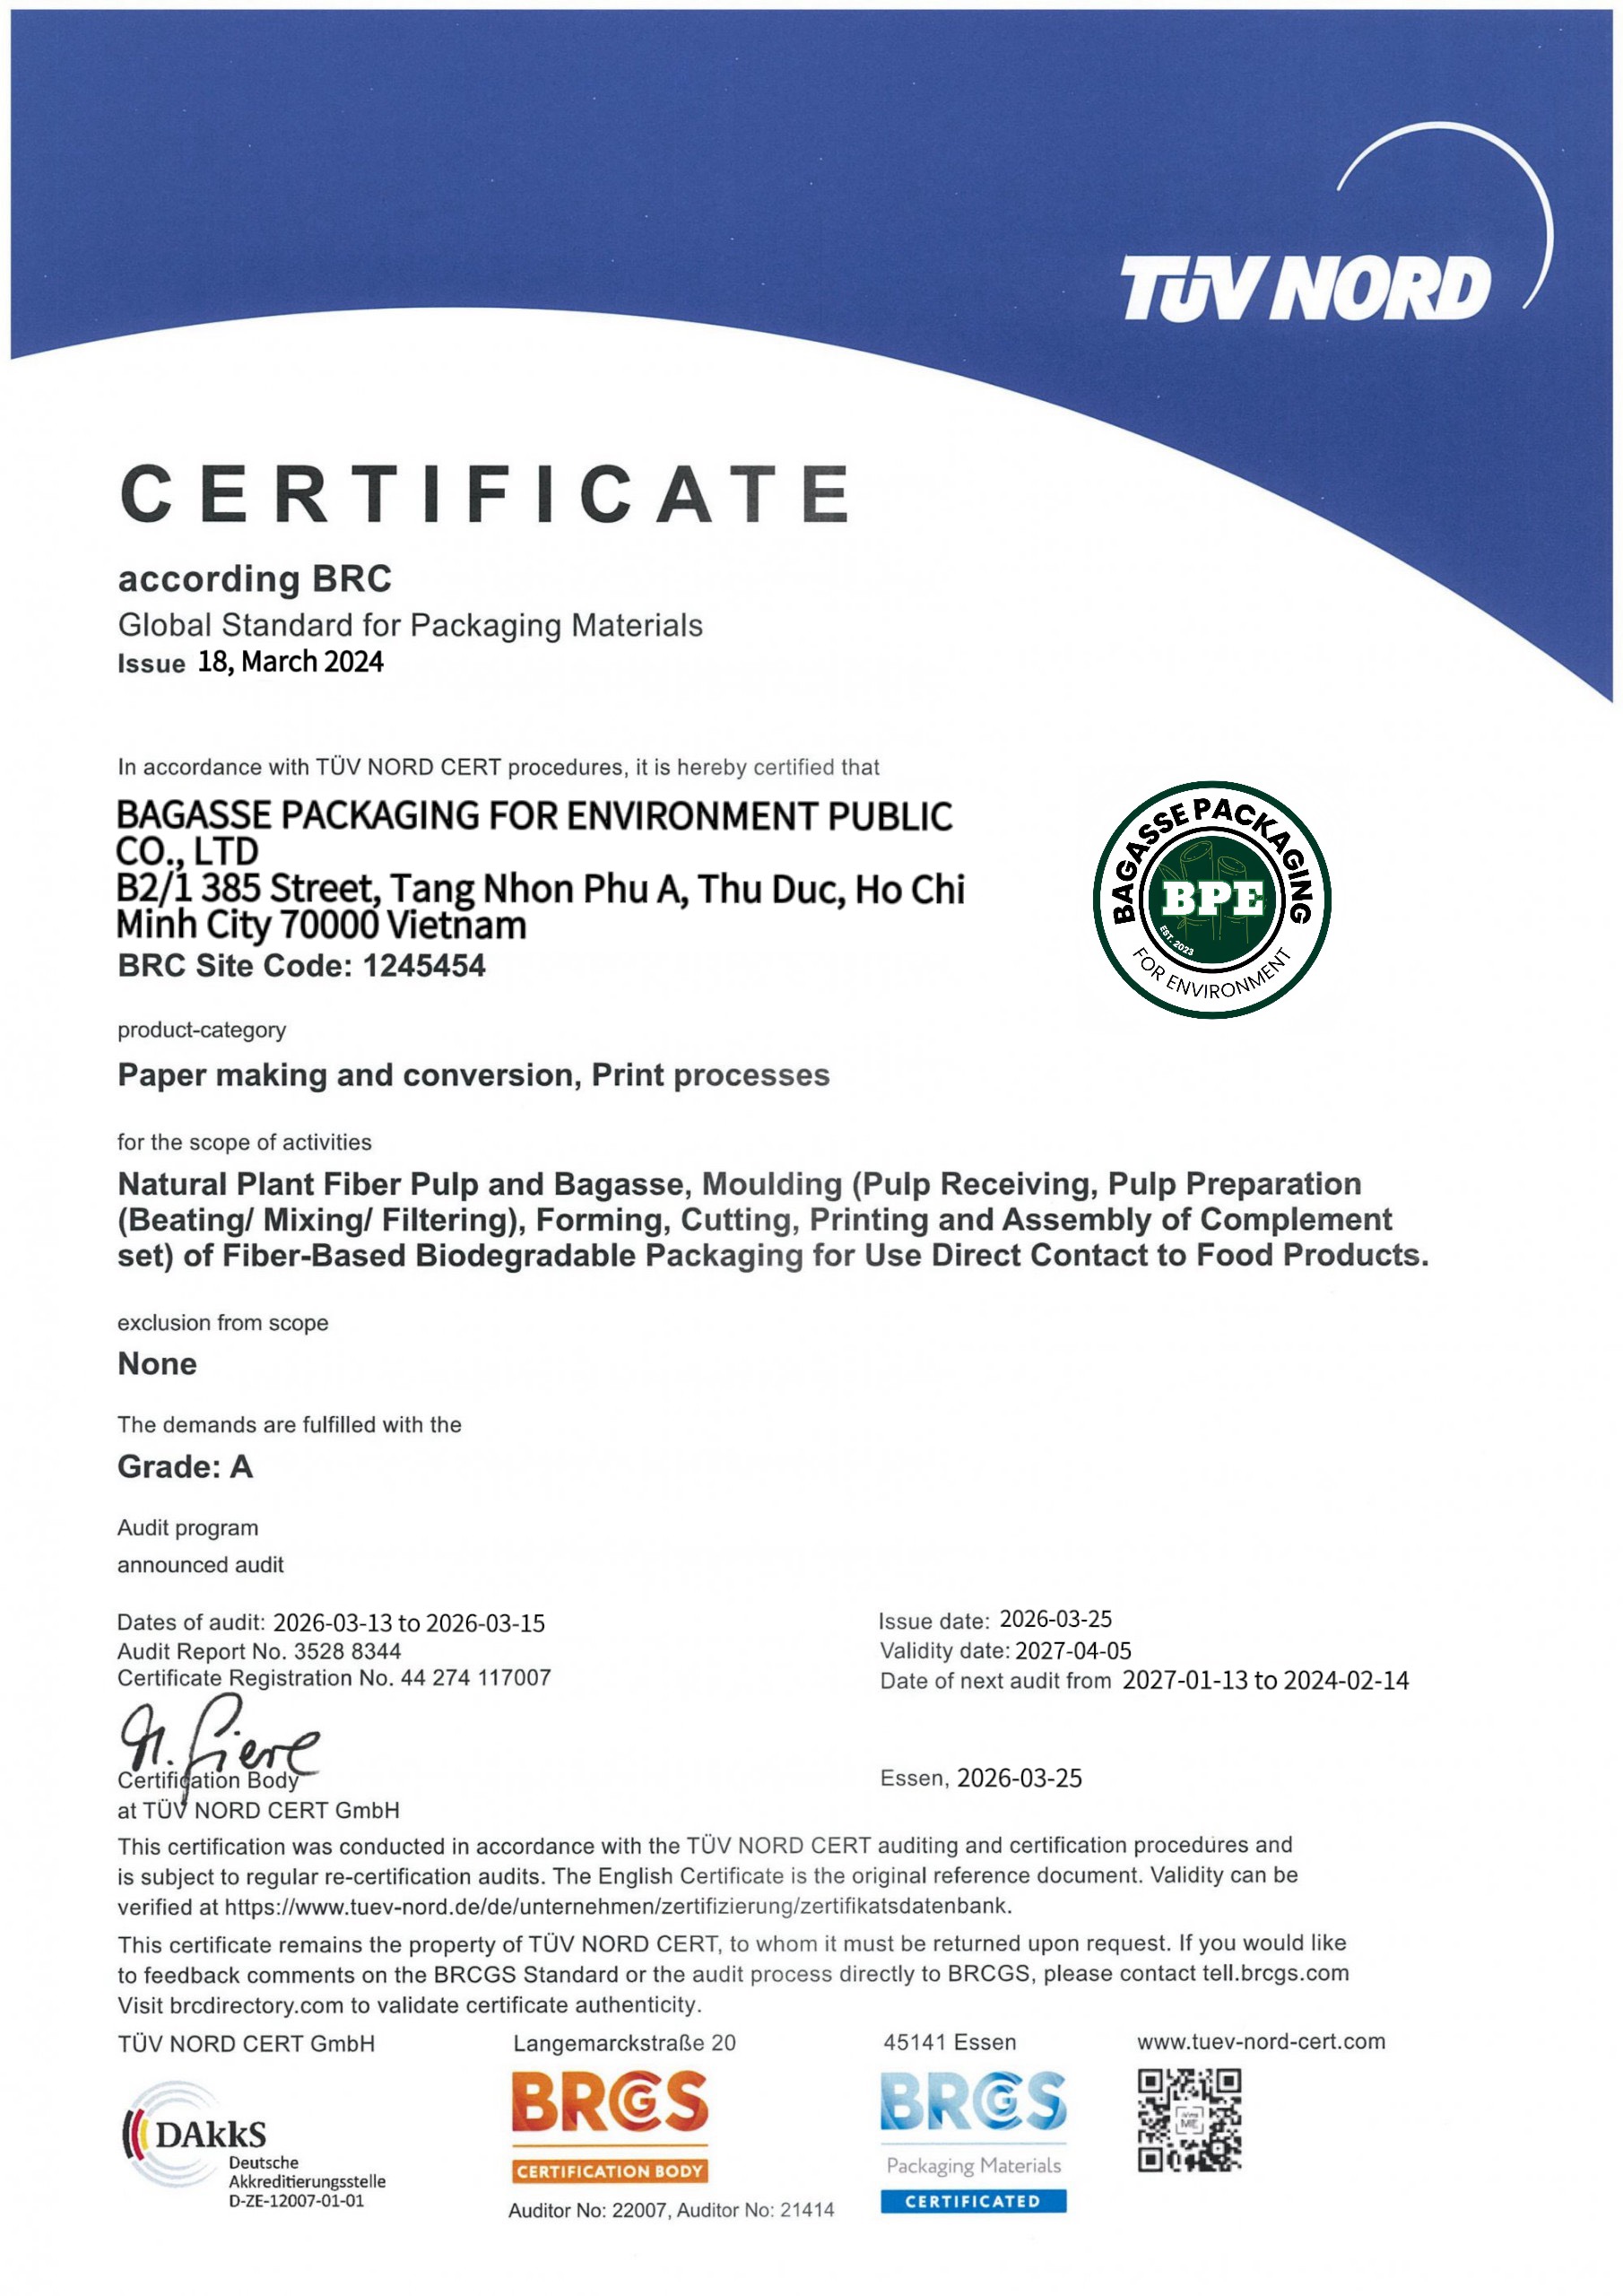 TÜV NORD
CERTIFICATE
according BRC
Global Standard for Packaging Materials
Issue 18, March 2024
In accordance with TÜV NORD CERT procedures, it is hereby certified that
BAGASSE PACKAGING FOR ENVIRONMENT PUBLIC
CO., LTD
B2/1 385 Street, Tang Nhon Phu A, Thu Duc, Ho Chi
Minh City 70000 Vietnam
BRC Site Code: 1245454
BAGASSE PACKAGING
BPE
EST. 2023
FOR ENVIRONMENT
product-category
Paper making and conversion, Print processes
for the scope of activities
Natural Plant Fiber Pulp and Bagasse, Moulding (Pulp Receiving, Pulp Preparation
(Beating/ Mixing/ Filtering), Forming, Cutting, Printing and Assembly of Complement
set) of Fiber-Based Biodegradable Packaging for Use Direct Contact to Food Products.
exclusion from scope
None
The demands are fulfilled with the
Grade: A
Audit program
announced audit
Dates of audit: 2026-03-13 to 2026-03-15
Audit Report No. 3528 8344
Certificate Registration No. 44 274 117007
Issue date: 2026-03-25
Validity date: 2027-04-05
Date of next audit from 2027-01-13 to 2024-02-14
Certification Body
at TÜV NORD CERT GmbH
Essen, 2026-03-25
This certification was conducted in accordance with the TÜV NORD CERT auditing and certification procedures and
is subject to regular re-certification audits. The English Certificate is the original reference document. Validity can be
verified at https://www.tuev-nord.de/de/unternehmen/zertifizierung/zertifikatsdatenbank.
This certificate remains the property of TÜV NORD CERT, to whom it must be returned upon request. If you would like
to feedback comments on the BRCGS Standard or the audit process directly to BRCGS, please contact tell.brcgs.com
Visit brcdirectory.com to validate certificate authenticity.
TÜV NORD CERT GmbH
Langemarckstraße 20
45141 Essen
www.tuev-nord-cert.com
DAkkS
Deutsche
Akkreditierungsstelle
D-ZE-12007-01-01
BRCGS
CERTIFICATION BODY
Auditor No: 22007, Auditor No: 21414
BRCGS
Packaging Materials
CERTIFICATED